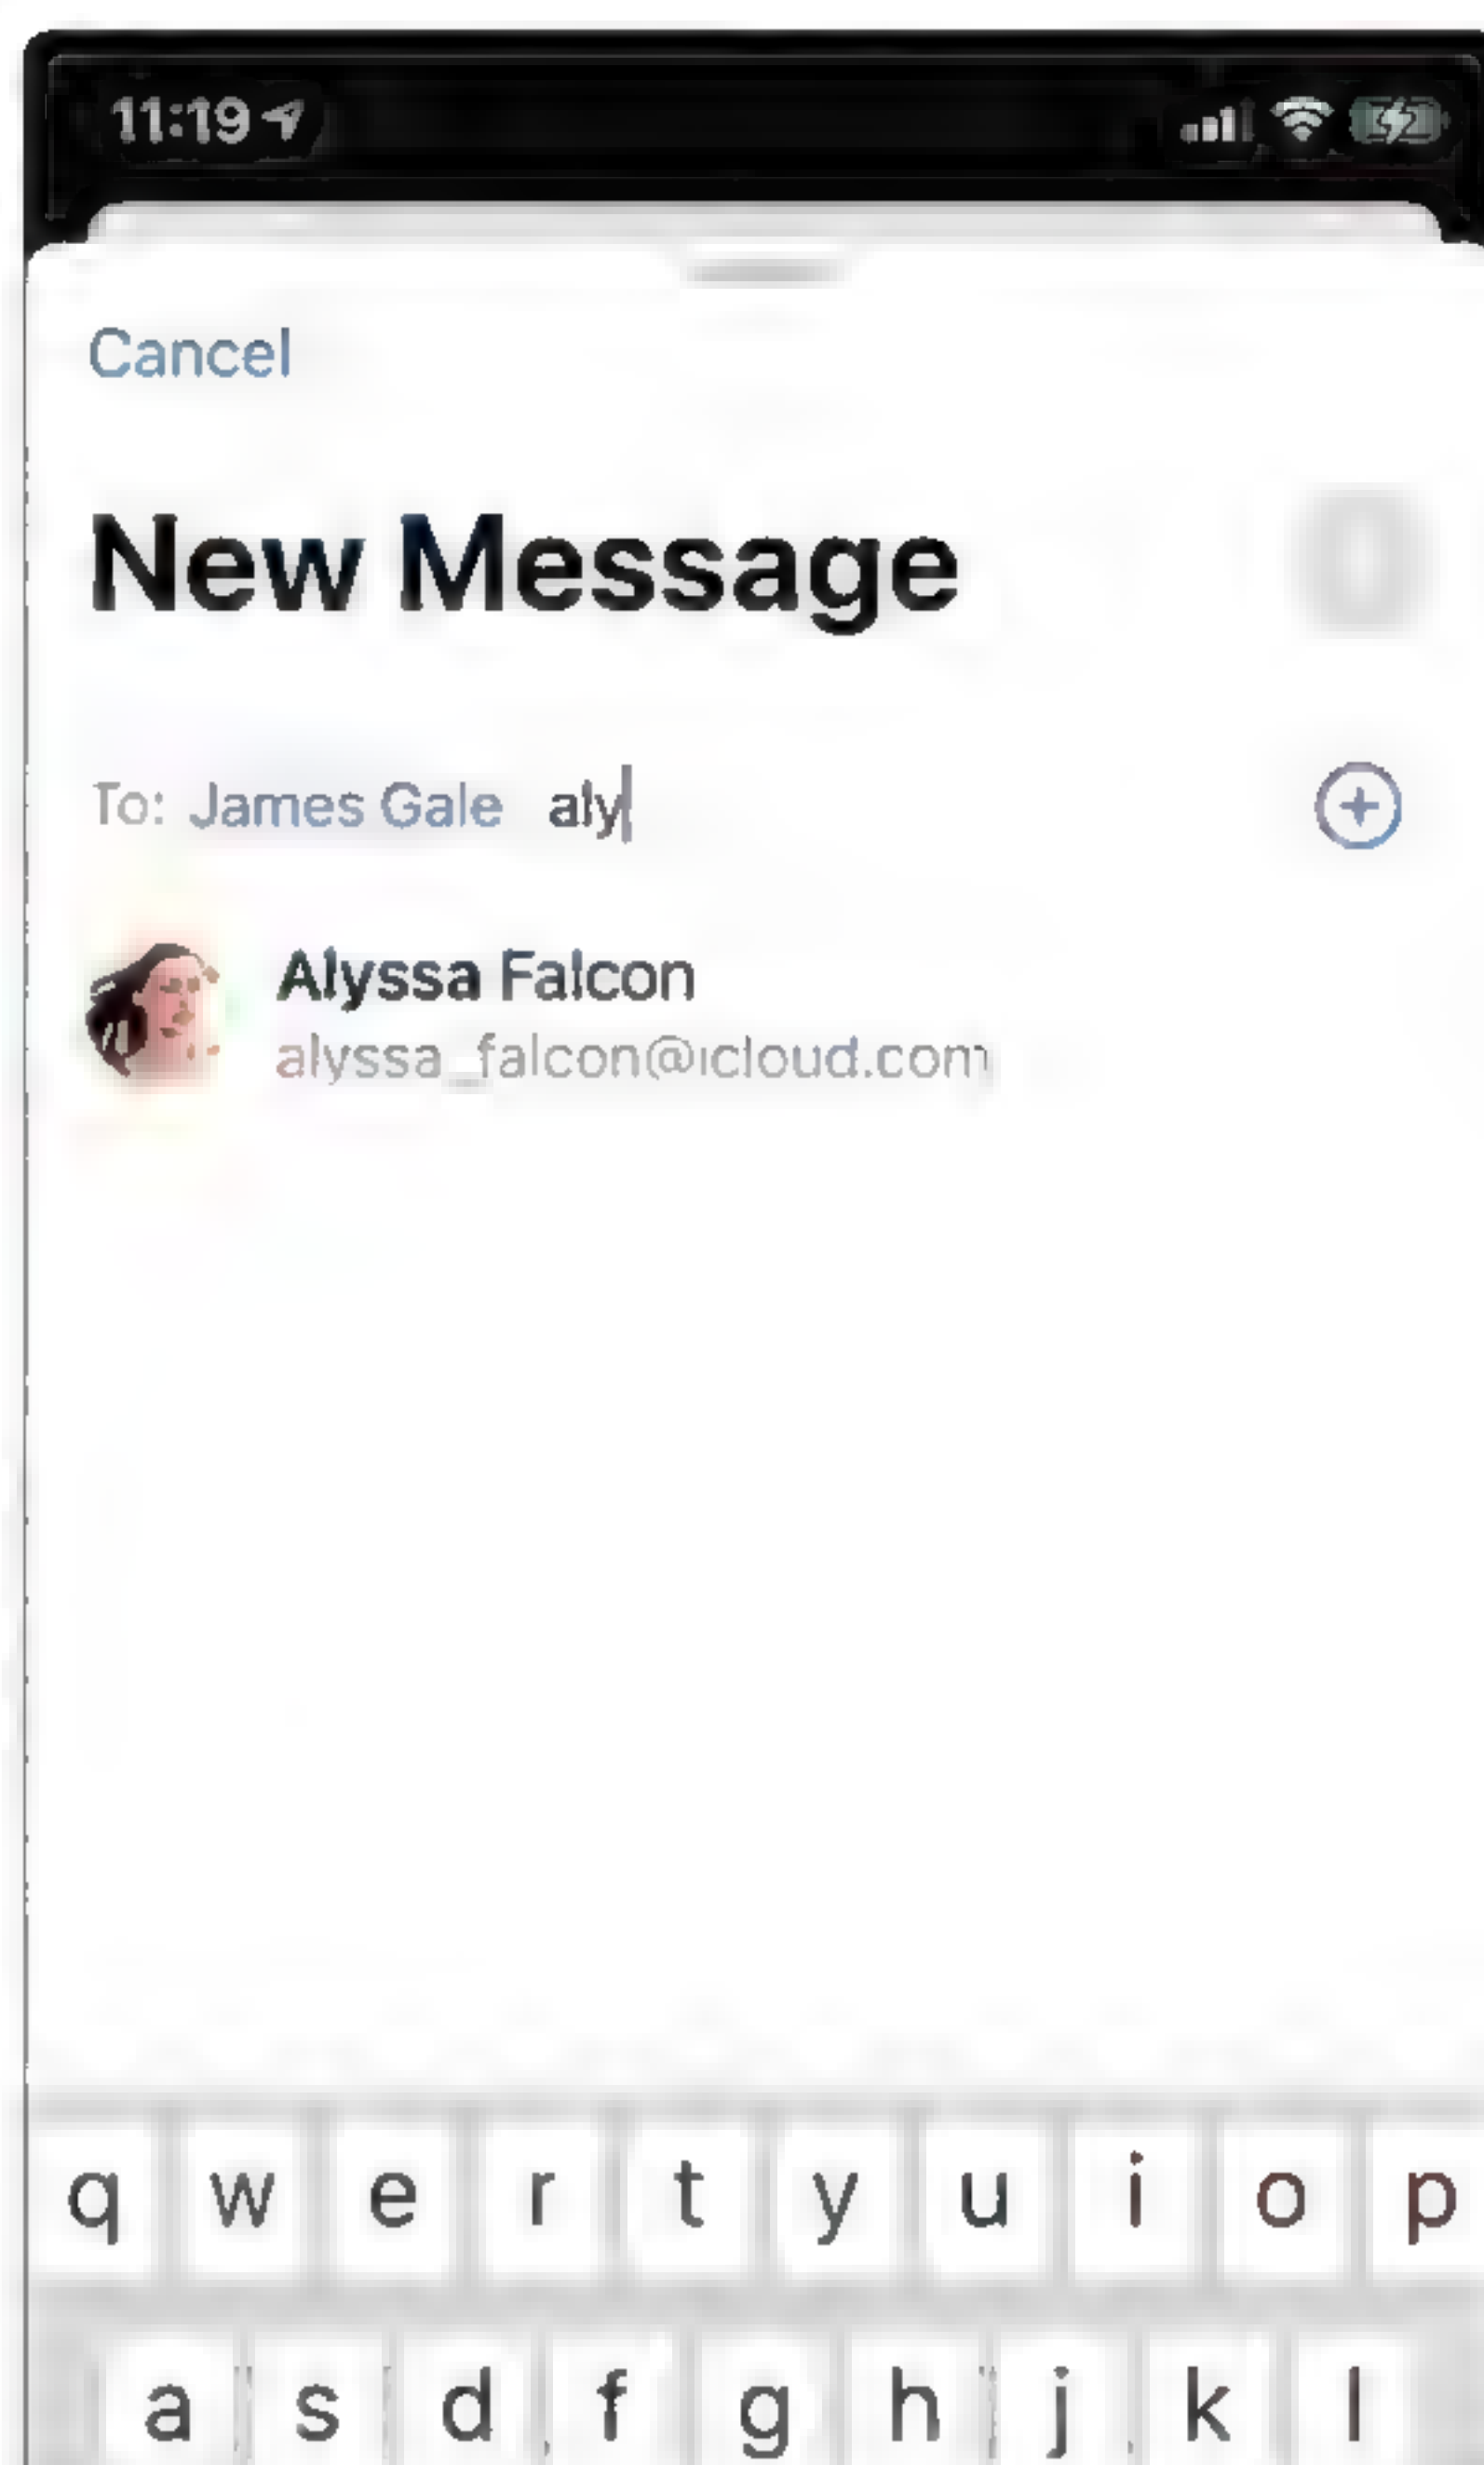 11:19
Cancel
New Message
To: James Gale aly
Alyssa Falcon
alyssa_falcon@icloud.com
q w e r t y u i o p
a s d f g h j k l